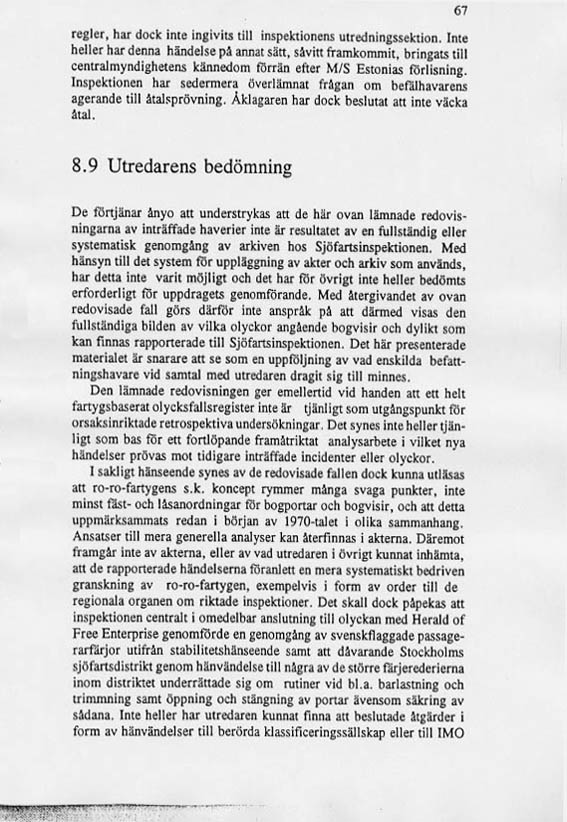 67
regler, har dock inte ingivits till inspektionens utredningssektion. Inte
heller har denna händelse på annat sätt, såvitt framkommit, bringats till
centralmyndighetens kännedom förrän efter M/S Estonias förlisning.
Inspektionen har sedermera överlämnat frågan om befälhavarens
agerande till åtalsprövning. Åklagaren har dock beslutat att inte väcka
åtal.
8.9 Utredarens bedömning
De förtjänar ånyo att understrykas att de här ovan lämnade redovis-
ningarna av inträffade haverier inte är resultatet av en fullständig eller
systematisk genomgång av arkiven hos Sjöfartsinspektionen. Med
hänsyn till det system för uppläggning av akter och arkiv som används,
har detta inte varit möjligt och det har för övrigt inte heller bedömts
erforderligt för uppdragets genomförande. Med återgivandet av ovan
redovisade fall görs därför inte anspråk på att därmed visas den
fullständiga bilden av vilka olyckor angående bogvisir och dylikt som
kan finnas rapporterade till Sjöfartsinspektionen. Det här presenterade
materialet är snarare att se som en uppföljning av vad enskilda befatt-
ningshavare vid samtal med utredaren dragit sig till minnes.
Den lämnade redovisningen ger emellertid vid handen att ett helt
fartygsbaserat olycksfallsregister inte är tjänligt som utgångspunkt för
orsaksinriktade retrospektiva undersökningar. Det synes inte heller tjän-
ligt som bas för ett fortlöpande framåtriktat analysarbete i vilket nya
händelser prövas mot tidigare inträffade incidenter eller olyckor.
I sakligt hänseende synes av de redovisade fallen dock kunna utläsas
att ro-ro-fartygens s.k. koncept rymmer många svaga punkter, inte
minst fäst- och låsanordningar för bogportar och bogvisir, och att detta
uppmärksammats redan i början av 1970-talet i olika sammanhang.
Ansatser till mera generella analyser kan återfinnas i akterna. Däremot
framgår inte av akterna, eller av vad utredaren i övrigt kunnat inhämta,
att de rapporterade händelserna föranlett en mera systematiskt bedriven
granskning av ro-ro-fartygen, exempelvis i form av order till de
regionala organen om riktade inspektioner. Det skall dock påpekas att
inspektionen centralt i omedelbar anslutning till olyckan med Herald of
Free Enterprise genomförde en genomgång av svenskflaggade passage-
rarfärjor utifrån stabilitetshänseende samt att dåvarande Stockholms
sjöfartsdistrikt genom hänvändelse till några av de större färjerederierna
inom distriktet underrättade sig om rutiner vid bl.a. barlastning och
trimmning samt öppning och stängning av portar ävensom säkring av
sådana. Inte heller har utredaren kunnat finna att beslutade åtgärder i
form av hänvändelser till berörda klassificeringssällskap eller till IMO